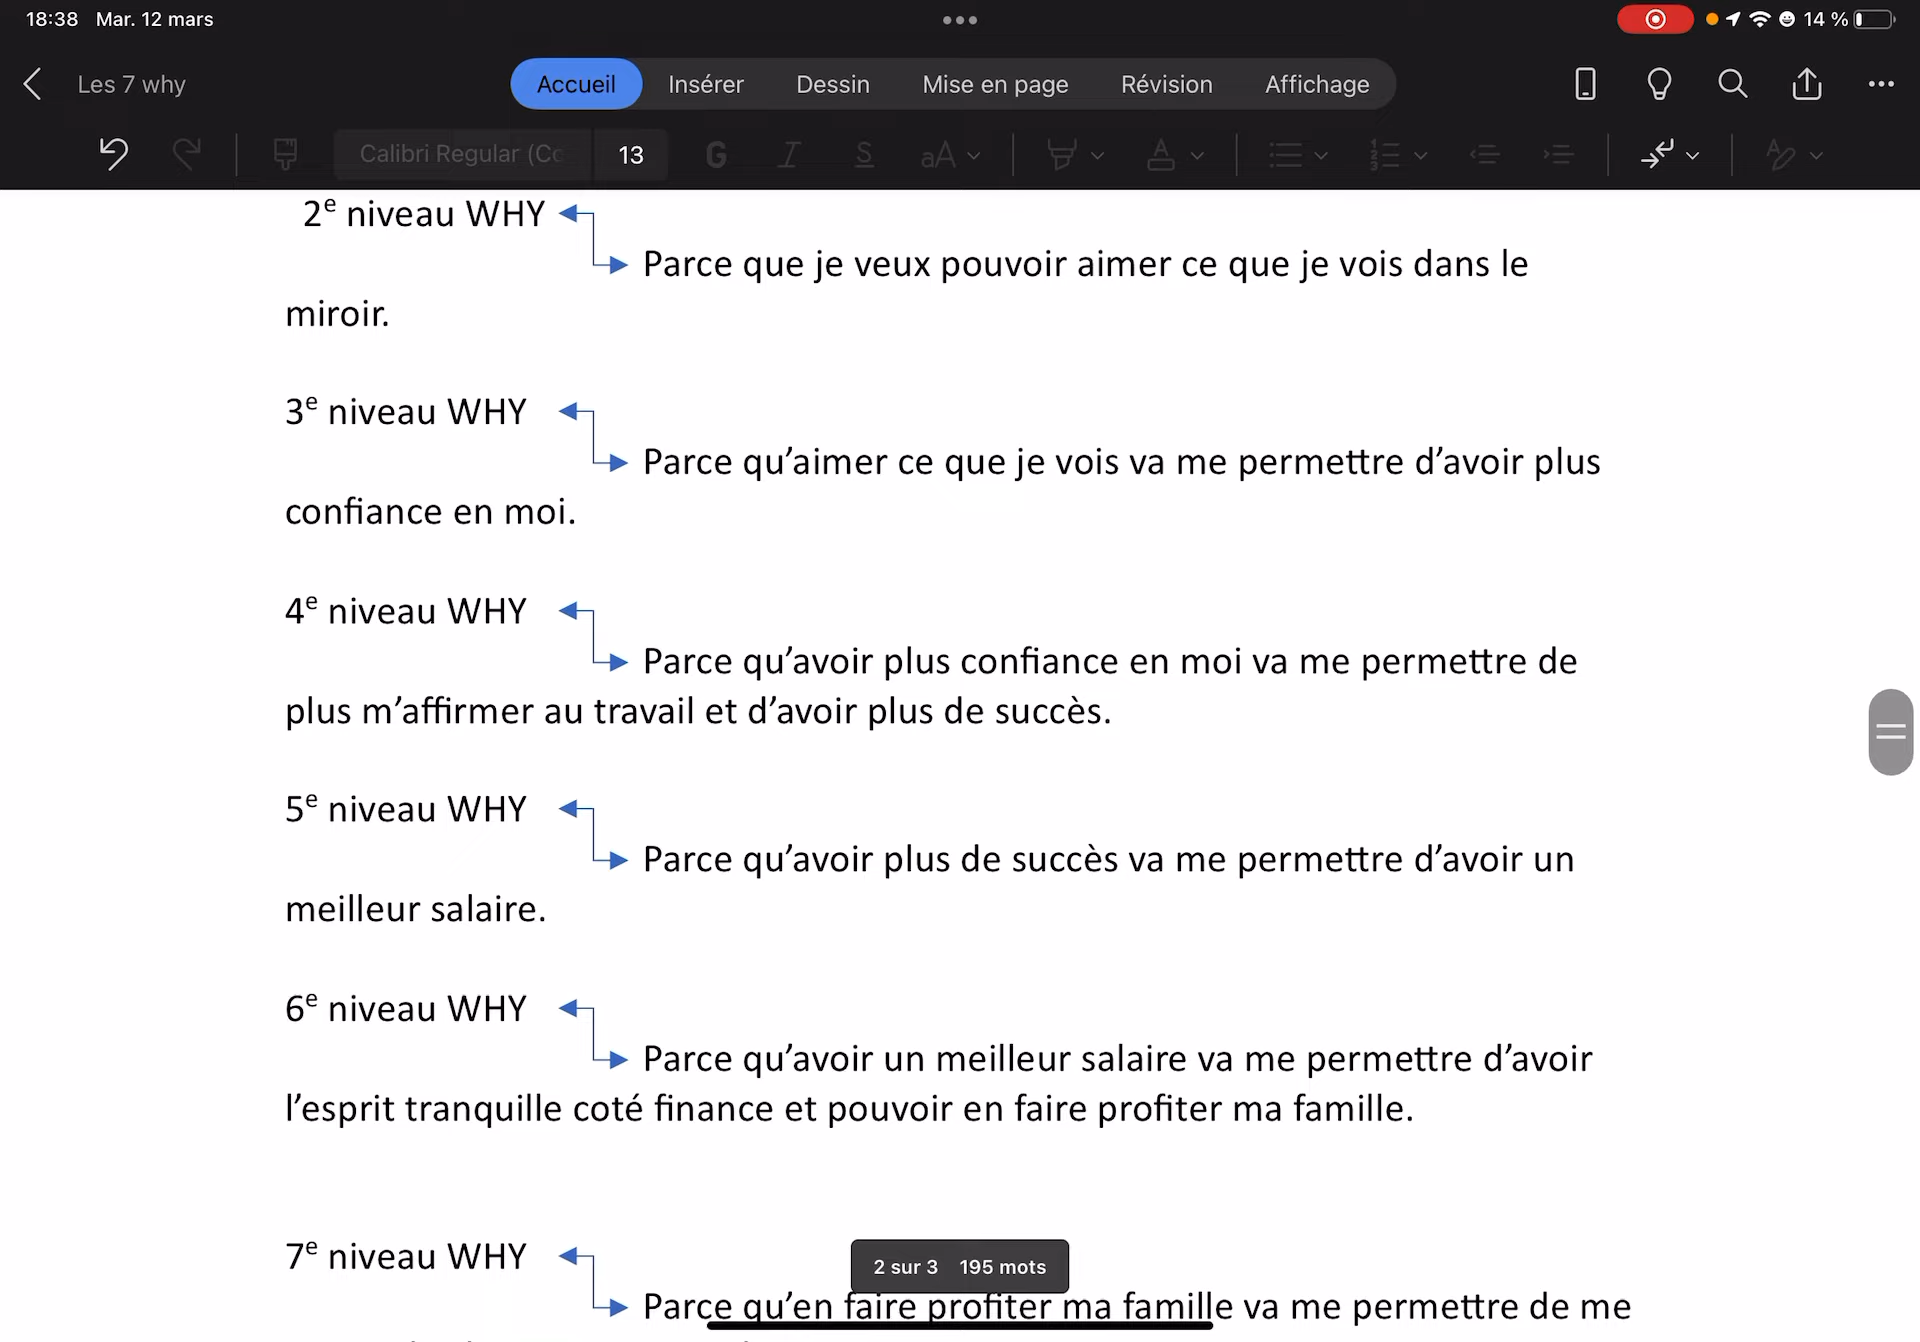 18:38 Mar. 12 mars
14 %
Les 7 why
Accueil Insérer Dessin Mise en page Révision Affichage
Calibri Regular (Co 13 G I S aA A
2e niveau WHY
Parce que je veux pouvoir aimer ce que je vois dans le
miroir.
3e niveau WHY
Parce qu’aimer ce que je vois va me permettre d’avoir plus
confiance en moi.
4e niveau WHY
Parce qu’avoir plus confiance en moi va me permettre de
plus m’affirmer au travail et d’avoir plus de succès.
5e niveau WHY
Parce qu’avoir plus de succès va me permettre d’avoir un
meilleur salaire.
6e niveau WHY
Parce qu’avoir un meilleur salaire va me permettre d’avoir
l’esprit tranquille coté finance et pouvoir en faire profiter ma famille.
7e niveau WHY
2 sur 3 195 mots
Parce qu’en faire profiter ma famille va me permettre de me